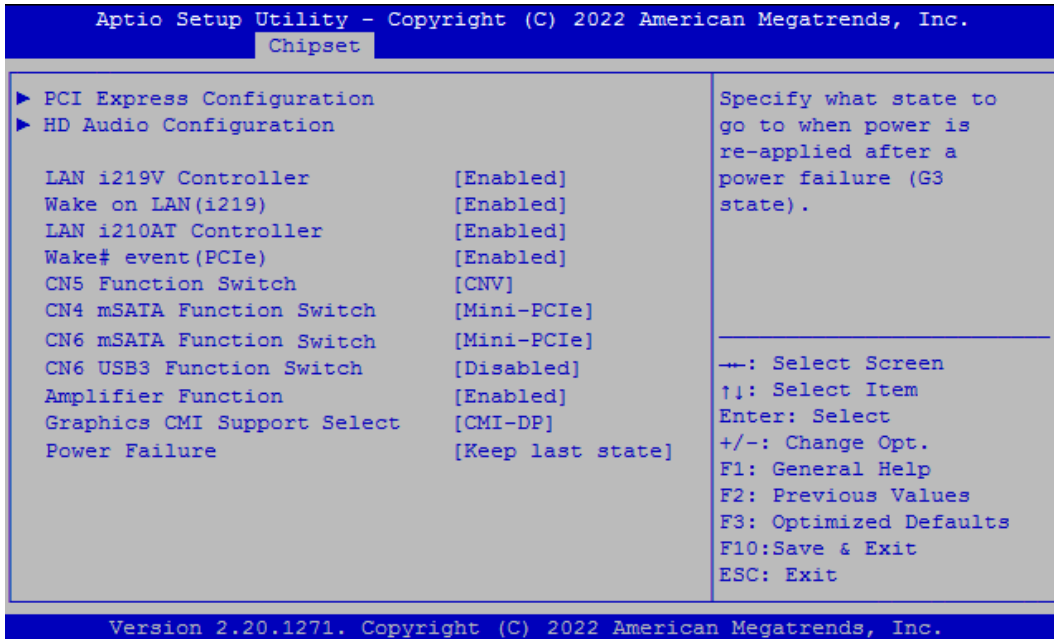 Aptio Setup Utility - Copyright (C) 2022 American Megatrends, Inc.
Chipset
► PCI Express Configuration
► HD Audio Configuration
LAN i219V Controller [Enabled]
Wake on LAN(i219) [Enabled]
LAN i210AT Controller [Enabled]
Wake# event(PCIe) [Enabled]
CN5 Function Switch [CNV]
CN4 mSATA Function Switch [Mini-PCIe]
CN6 mSATA Function Switch [Mini-PCIe]
CN6 USB3 Function Switch [Disabled]
Amplifier Function [Enabled]
Graphics CMI Support Select [CMI-DP]
Power Failure [Keep last state]
Specify what state to
go to when power is
re-applied after a
power failure (G3
state).
→←: Select Screen
↑↓: Select Item
Enter: Select
+/-: Change Opt.
F1: General Help
F2: Previous Values
F3: Optimized Defaults
F10:Save & Exit
ESC: Exit
Version 2.20.1271. Copyright (C) 2022 American Megatrends, Inc.